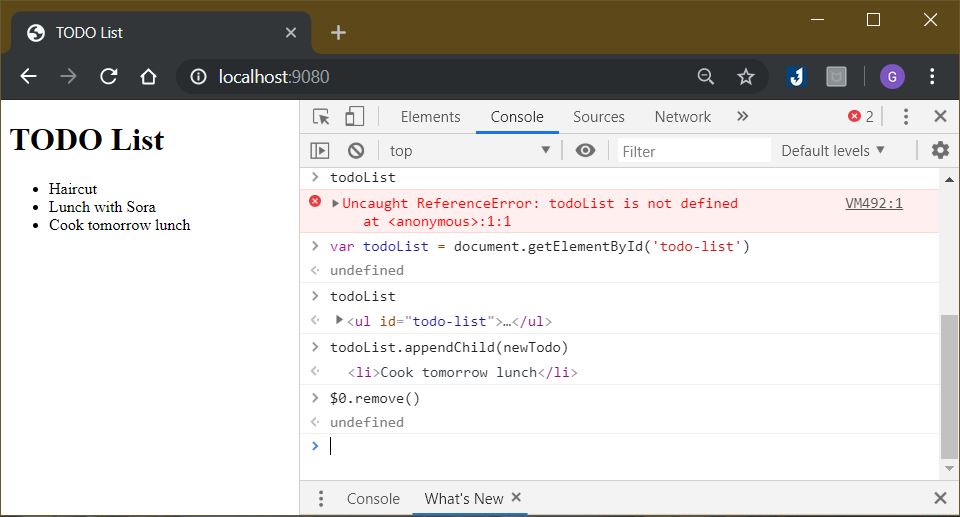 TODO List
localhost:9080
G
TODO List
Haircut
Lunch with Sora
Cook tomorrow lunch
Elements Console Sources Network » 2
top Filter Default levels
todoList
Uncaught ReferenceError: todoList is not defined VM492:1
at <anonymous>:1:1
var todoList = document.getElementById('todo-list')
undefined
todoList
<ul id="todo-list">…</ul>
todoList.appendChild(newTodo)
<li>Cook tomorrow lunch</li>
$0.remove()
undefined
Console What's New